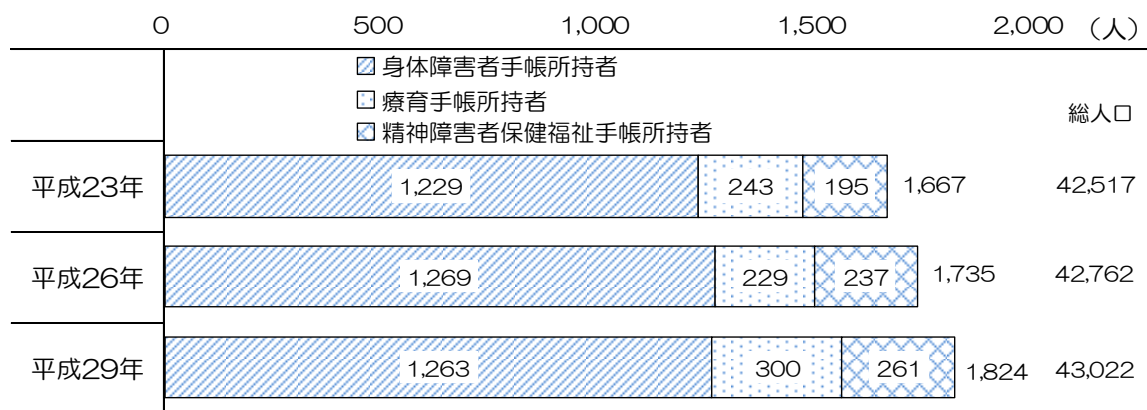 0 500 1,000 1,500 2,000 （人）
身体障害者手帳所持者
療育手帳所持者
精神障害者保健福祉手帳所持者
総人口
平成23年 1,229 243 195 1,667 42,517
平成26年 1,269 229 237 1,735 42,762
平成29年 1,263 300 261 1,824 43,022